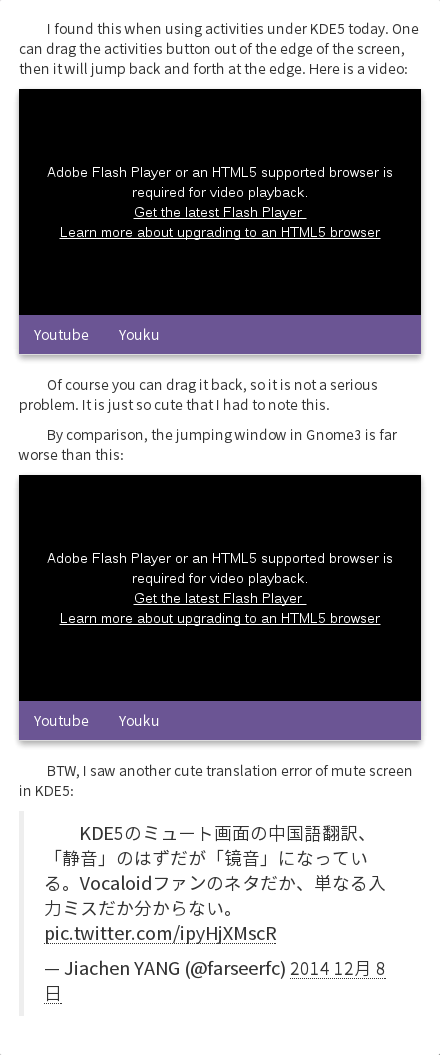 I found this when using activities under KDE5 today. One
can drag the activities button out of the edge of the screen,
then it will jump back and forth at the edge. Here is a video:
Adobe Flash Player or an HTML5 supported browser is
required for video playback.
Get the latest Flash Player
Learn more about upgrading to an HTML5 browser
Youtube Youku
Of course you can drag it back, so it is not a serious
problem. It is just so cute that I had to note this.
By comparison, the jumping window in Gnome3 is far
worse than this:
Adobe Flash Player or an HTML5 supported browser is
required for video playback.
Get the latest Flash Player
Learn more about upgrading to an HTML5 browser
Youtube Youku
BTW, I saw another cute translation error of mute screen
in KDE5:
KDE5のミュート画面の中国語翻訳、
「静音」のはずだが「镜音」になってい
る。Vocaloidファンのネタだか、単なる入
力ミスだか分からない。
pic.twitter.com/ipyHjXMscR
— Jiachen YANG (@farseerfc) 2014 12月 8
日